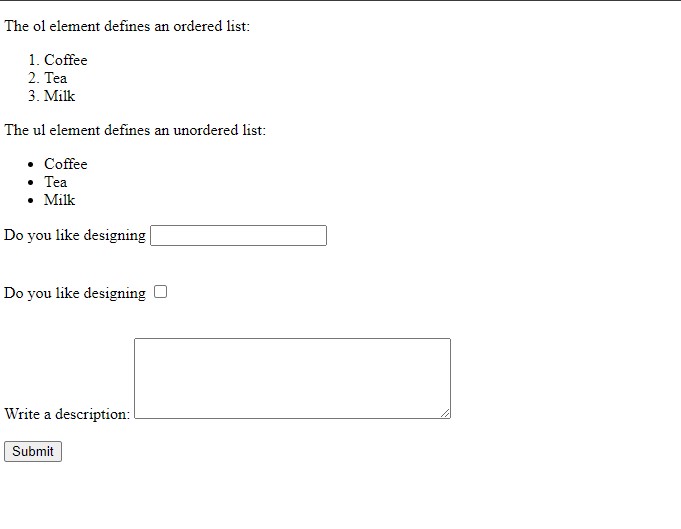 The ol element defines an ordered list:
1. Coffee
2. Tea
3. Milk
The ul element defines an unordered list:
• Coffee
• Tea
• Milk
Do you like designing
Do you like designing
Write a description:
Submit